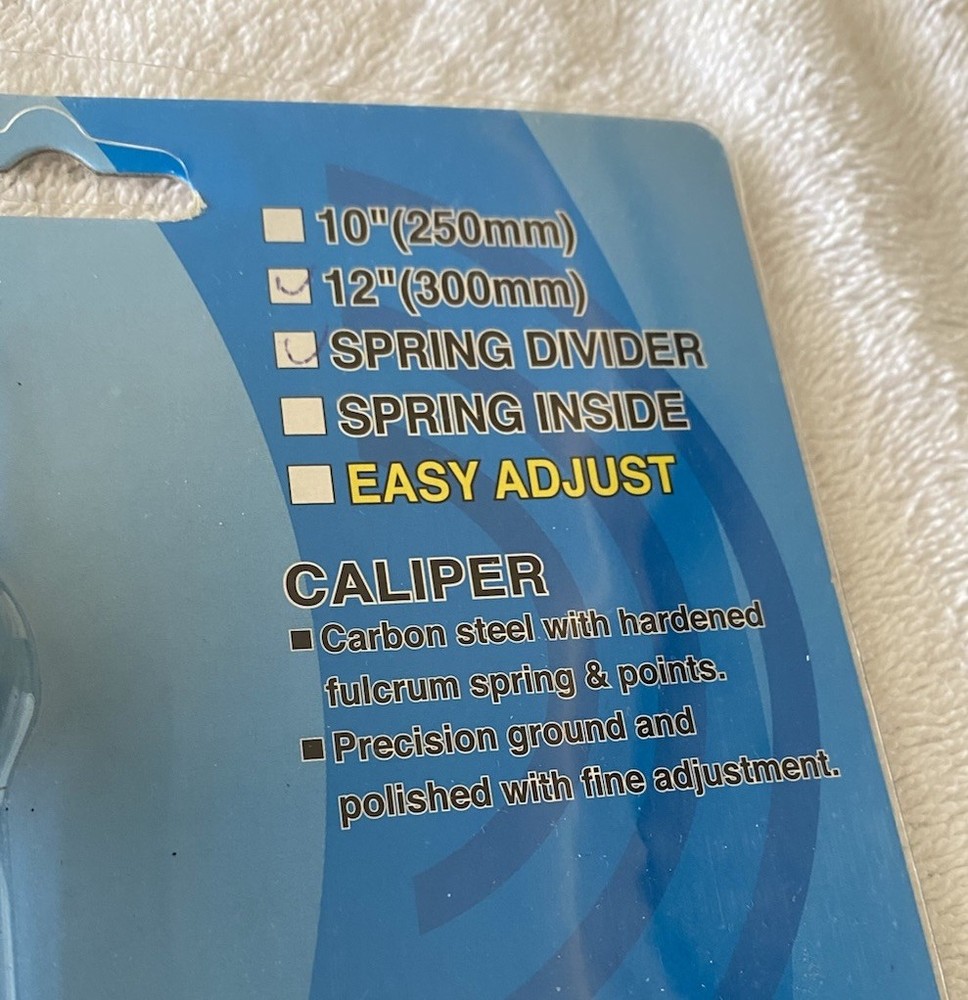 10"(250mm)
12"(300mm)
SPRING DIVIDER
SPRING INSIDE
EASY ADJUST
CALIPER
■ Carbon steel with hardened
fulcrum spring & points.
■ Precision ground and
polished with fine adjustment.